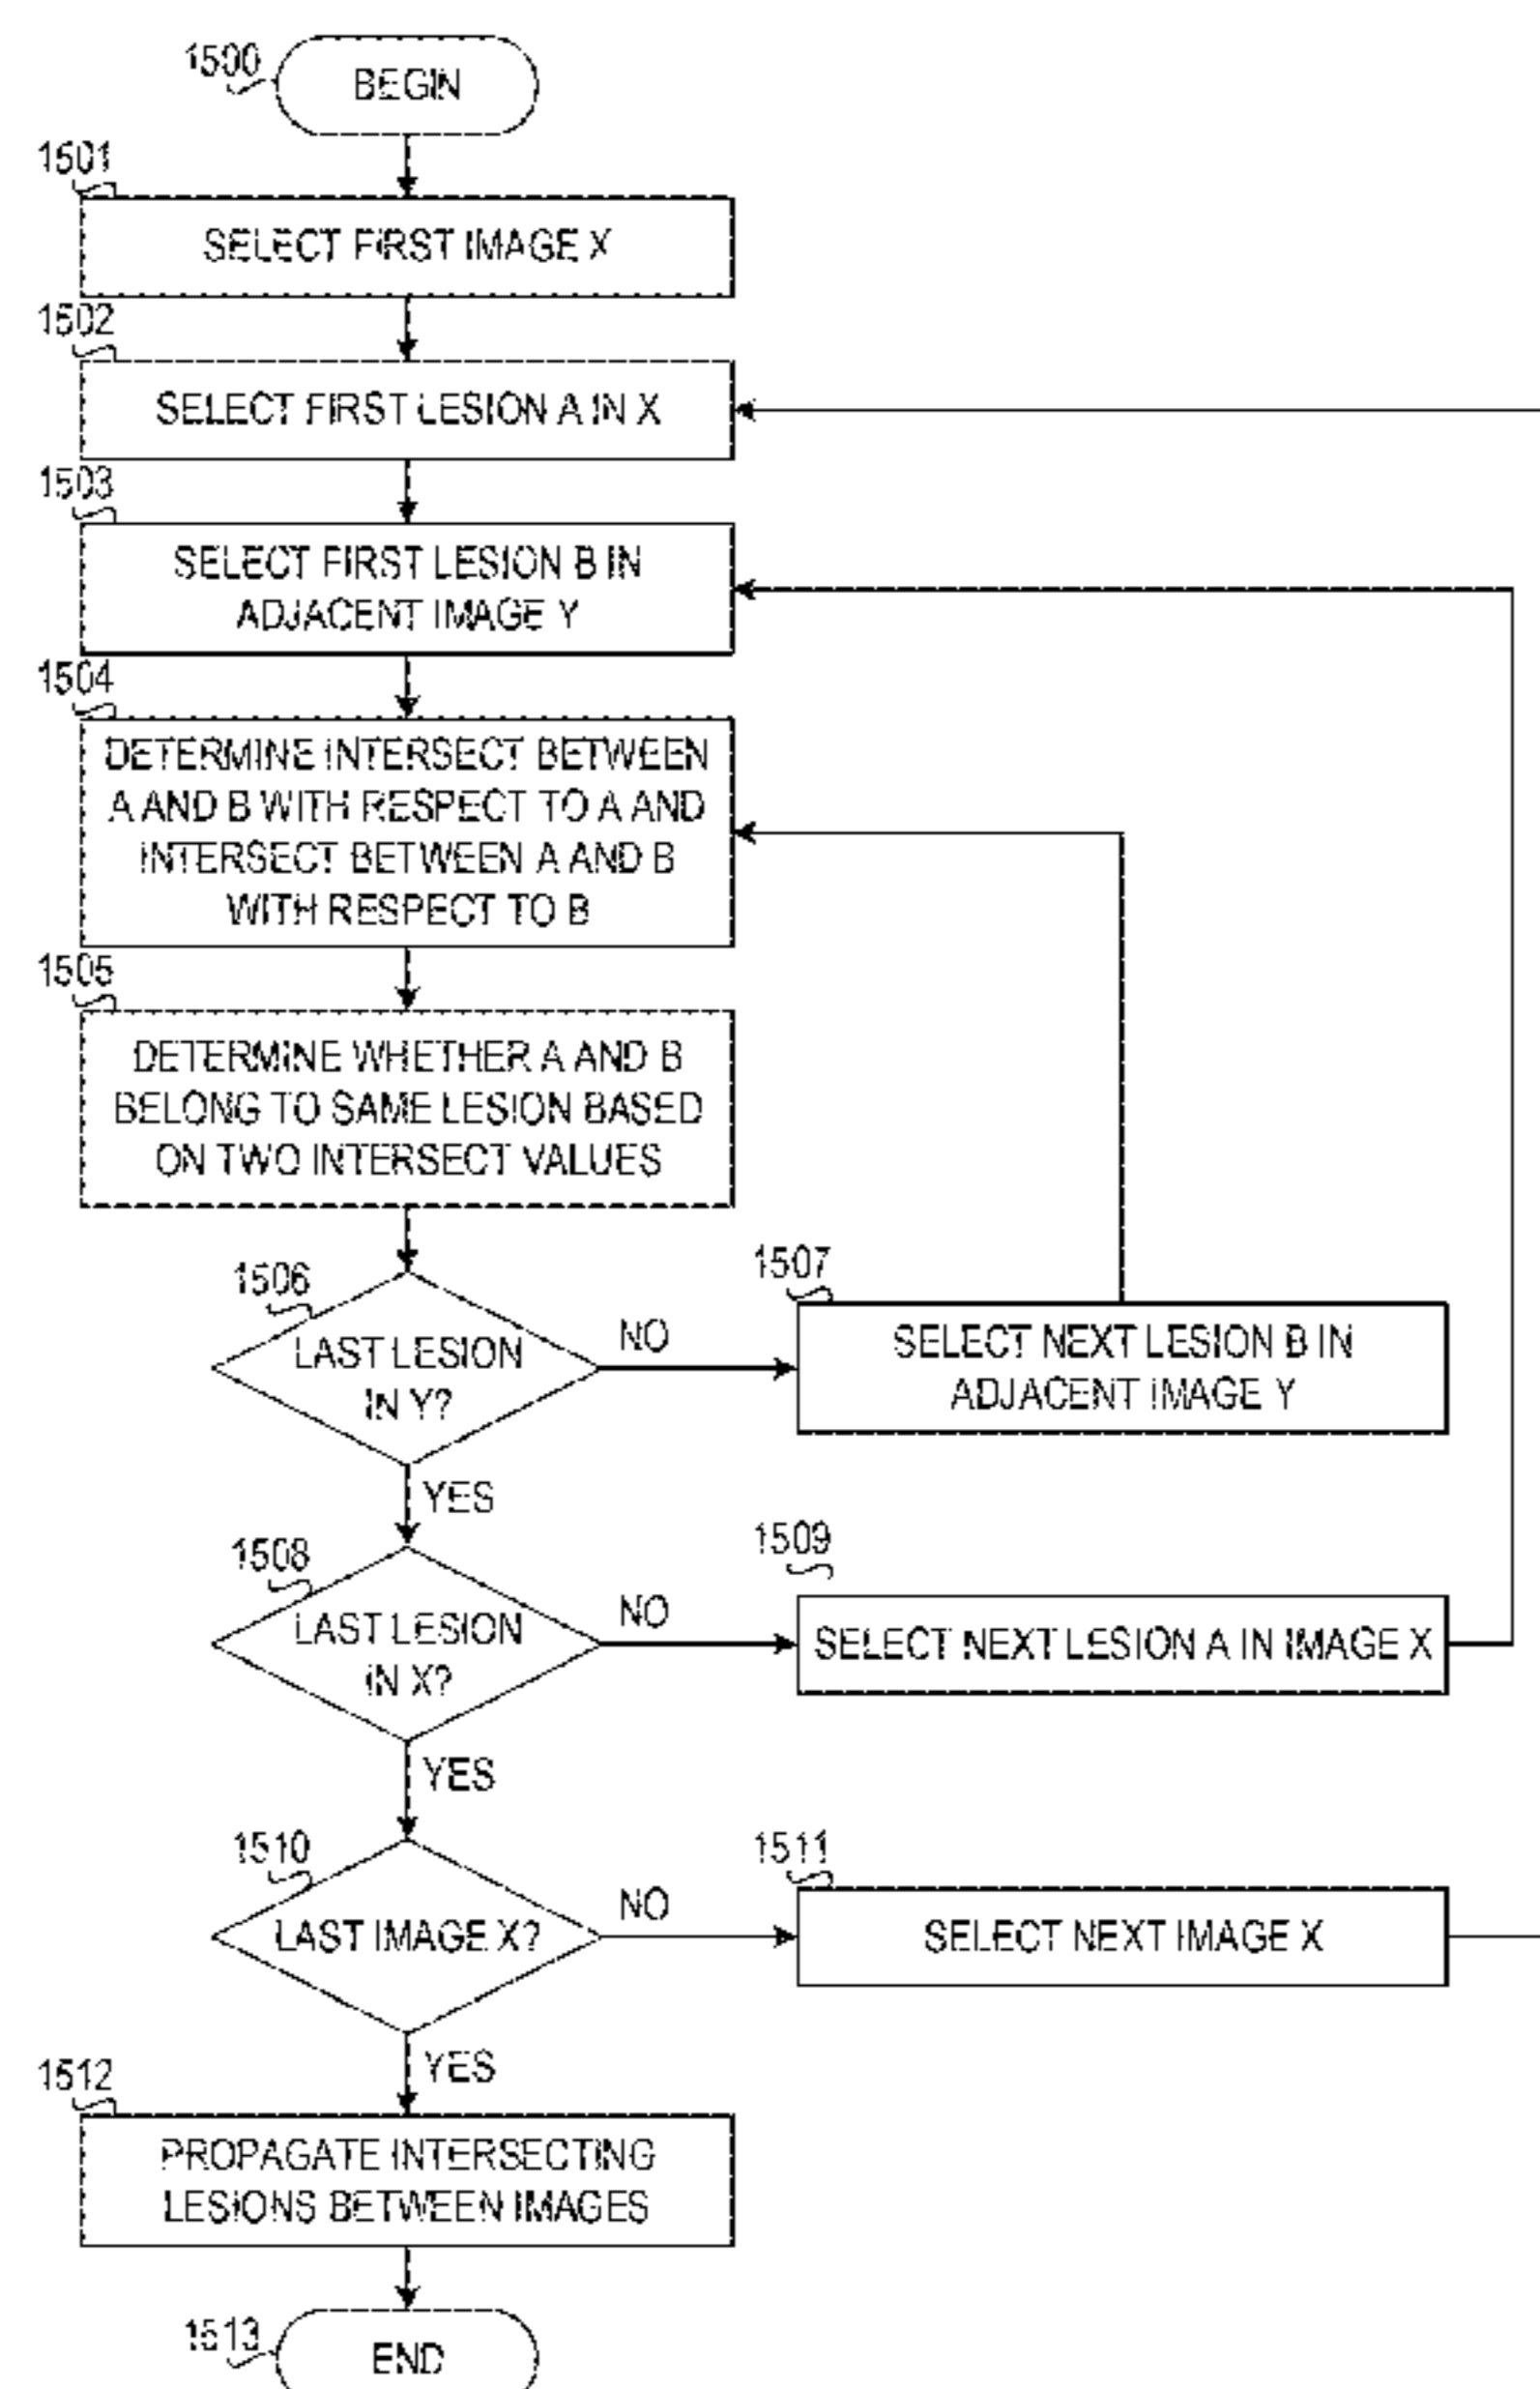 1500
BEGIN
1501
SELECT FIRST IMAGE X
1502
SELECT FIRST LESION A IN X
1503
SELECT FIRST LESION B IN
ADJACENT IMAGE Y
1504
DETERMINE INTERSECT BETWEEN
A AND B WITH RESPECT TO A AND
INTERSECT BETWEEN A AND B
WITH RESPECT TO B
1505
DETERMINE WHETHER A AND B
BELONG TO SAME LESION BASED
ON TWO INTERSECT VALUES
1506
LAST LESION
IN Y?
NO
1507
SELECT NEXT LESION B IN
ADJACENT IMAGE Y
YES
1508
LAST LESION
IN X?
NO
1509
SELECT NEXT LESION A IN IMAGE X
YES
1510
LAST IMAGE X?
NO
1511
SELECT NEXT IMAGE X
YES
1512
PROPAGATE INTERSECTING
LESIONS BETWEEN IMAGES
1513
END